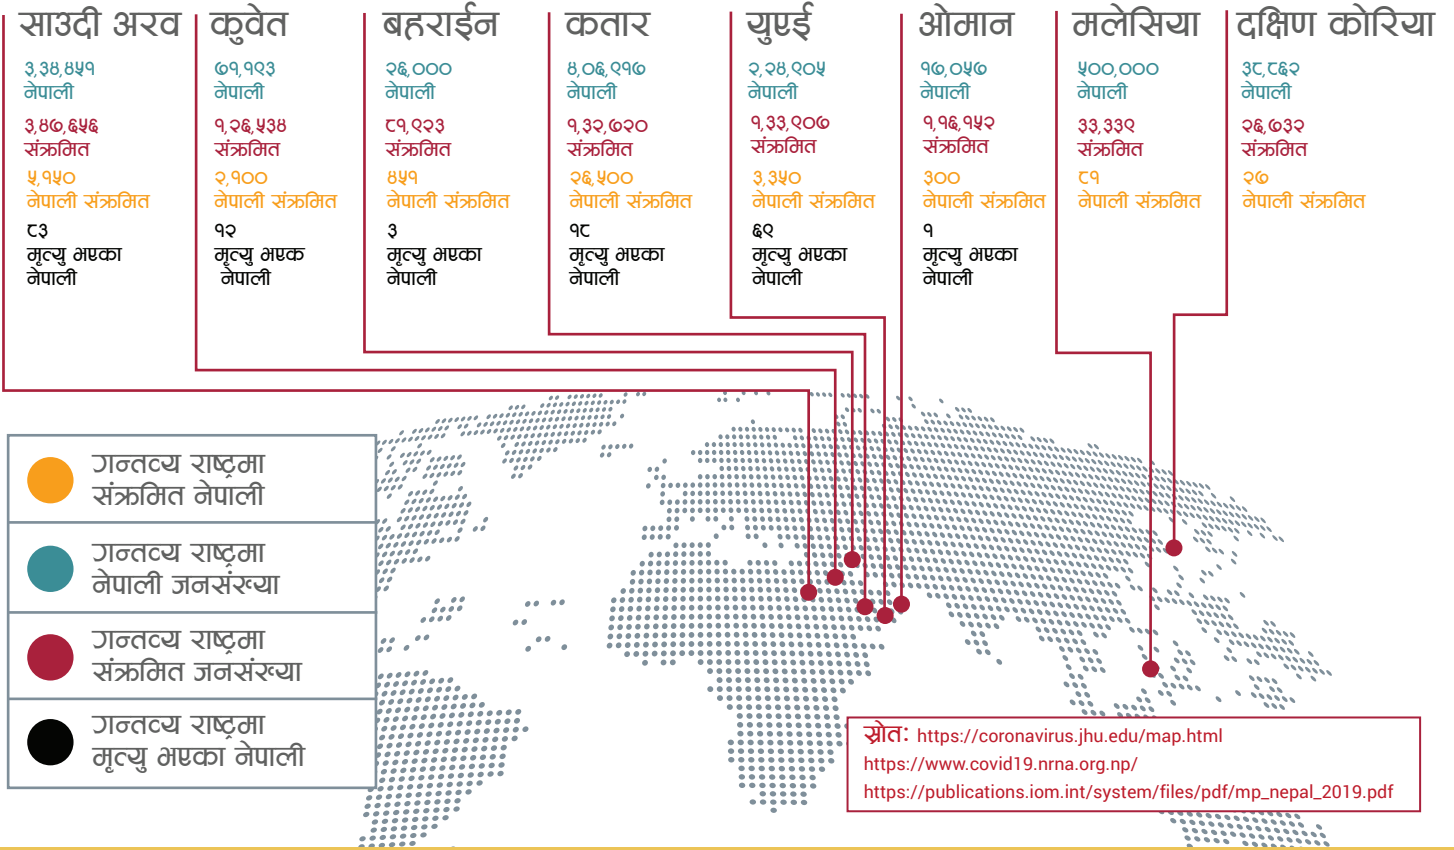 साउदी अरव
३,३४,४५१
नेपाली
३,४७,६५६
संक्रमित
५,१५०
नेपाली संक्रमित
८३
मृत्यु भएका
नेपाली
कुवेत
७१,१९३
नेपाली
१,२६,५३४
संक्रमित
२,१००
नेपाली संक्रमित
१२
मृत्यु भएक
नेपाली
बहराईन
२६,०००
नेपाली
८१,९२३
संक्रमित
४५१
नेपाली संक्रमित
३
मृत्यु भएका
नेपाली
कतार
४,०६,९१७
नेपाली
१,३२,७२०
संक्रमित
२६,५००
नेपाली संक्रमित
१८
मृत्यु भएका
नेपाली
युएई
२,२४,९०५
नेपाली
१,३३,९०७
संक्रमित
३,३५०
नेपाली संक्रमित
६९
मृत्यु भएका
नेपाली
ओमान
१७,०५७
नेपाली
१,१६,१५२
संक्रमित
३००
नेपाली संक्रमित
१
मृत्यु भएका
नेपाली
मलेसिया
५००,०००
नेपाली
३३,३३९
संक्रमित
८१
नेपाली संक्रमित
दक्षिण कोरिया
३८,८६२
नेपाली
२६,७३२
संक्रमित
२७
नेपाली संक्रमित
गन्तव्य राष्ट्रमा
संक्रमित नेपाली
गन्तव्य राष्ट्रमा
नेपाली जनसंख्या
गन्तव्य राष्ट्रमा
संक्रमित जनसंख्या
गन्तव्य राष्ट्रमा
मृत्यु भएका नेपाली
स्रोत: https://coronavirus.jhu.edu/map.html
https://www.covid19.nrna.org.np/
https://publications.iom.int/system/files/pdf/mp_nepal_2019.pdf